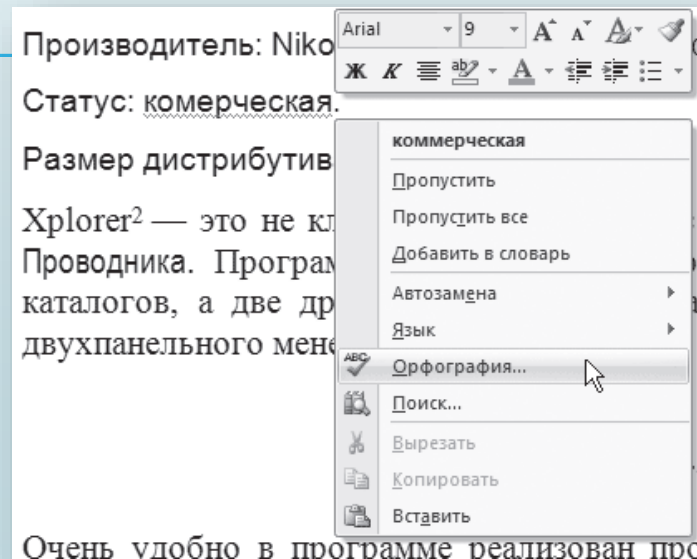 Производитель: Niko
Arial 9
Ж К
Статус: комерческая.
Размер дистрибутив
коммерческая
Пропустить
Пропустить все
Добавить в словарь
Автозамена
Язык
ABC Орфография...
Поиск...
Вырезать
Копировать
Вставить
Xplorer² — это не кл
Проводника. Програм
каталогов, а две др
двухпанельного мене
Очень удобно в программе реализован про